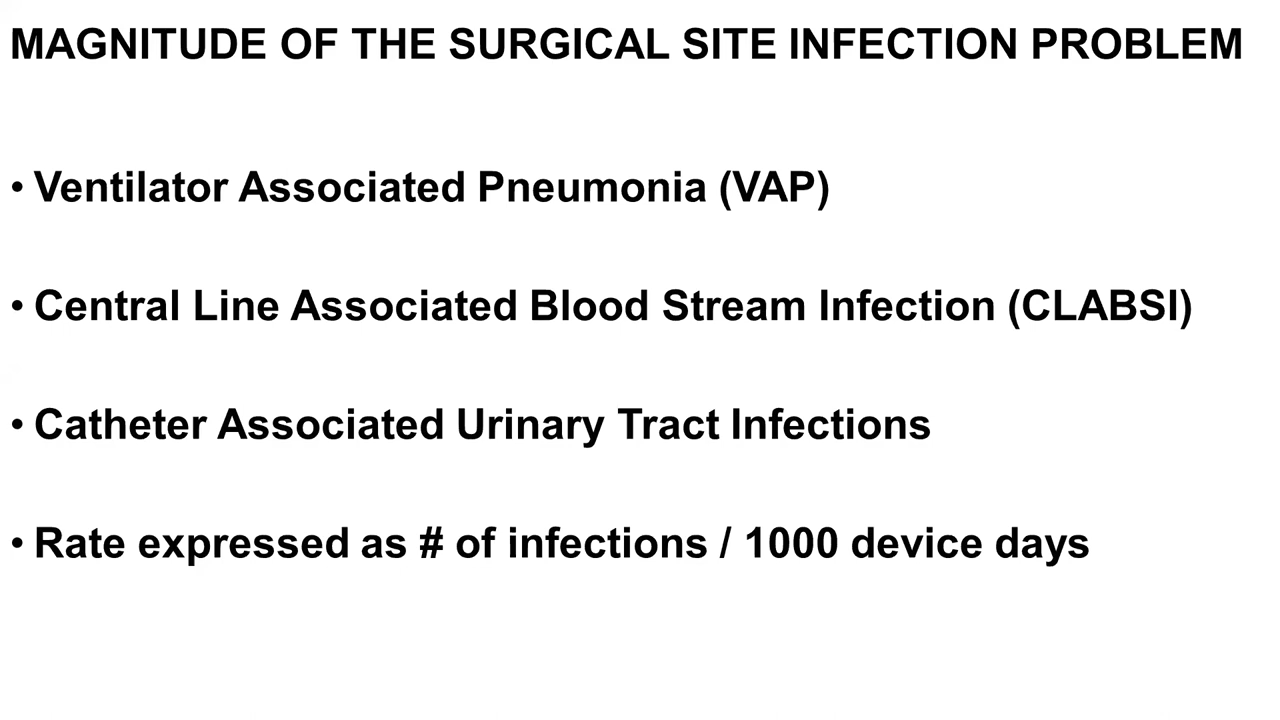 MAGNITUDE OF THE SURGICAL SITE INFECTION PROBLEM
• Ventilator Associated Pneumonia (VAP)
• Central Line Associated Blood Stream Infection (CLABSI)
• Catheter Associated Urinary Tract Infections
• Rate expressed as # of infections / 1000 device days